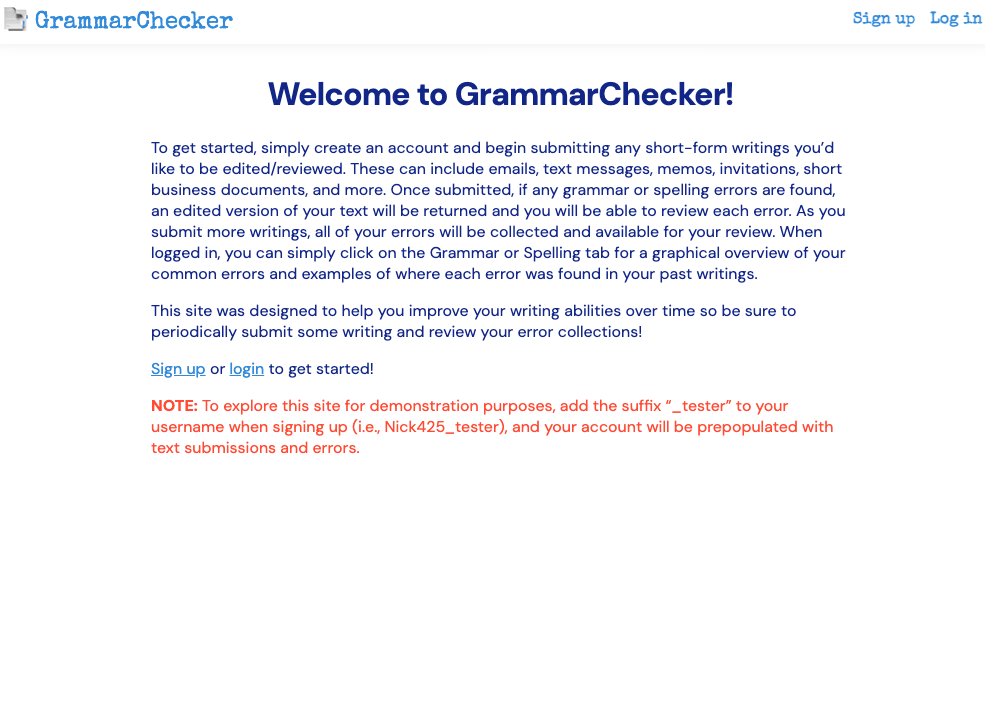 GrammarChecker
Sign up Log in
Welcome to GrammarChecker!
To get started, simply create an account and begin submitting any short-form writings you’d
like to be edited/reviewed. These can include emails, text messages, memos, invitations, short
business documents, and more. Once submitted, if any grammar or spelling errors are found,
an edited version of your text will be returned and you will be able to review each error. As you
submit more writings, all of your errors will be collected and available for your review. When
logged in, you can simply click on the Grammar or Spelling tab for a graphical overview of your
common errors and examples of where each error was found in your past writings.
This site was designed to help you improve your writing abilities over time so be sure to
periodically submit some writing and review your error collections!
Sign up or login to get started!
NOTE: To explore this site for demonstration purposes, add the suffix “_tester” to your
username when signing up (i.e., Nick425_tester), and your account will be prepopulated with
text submissions and errors.